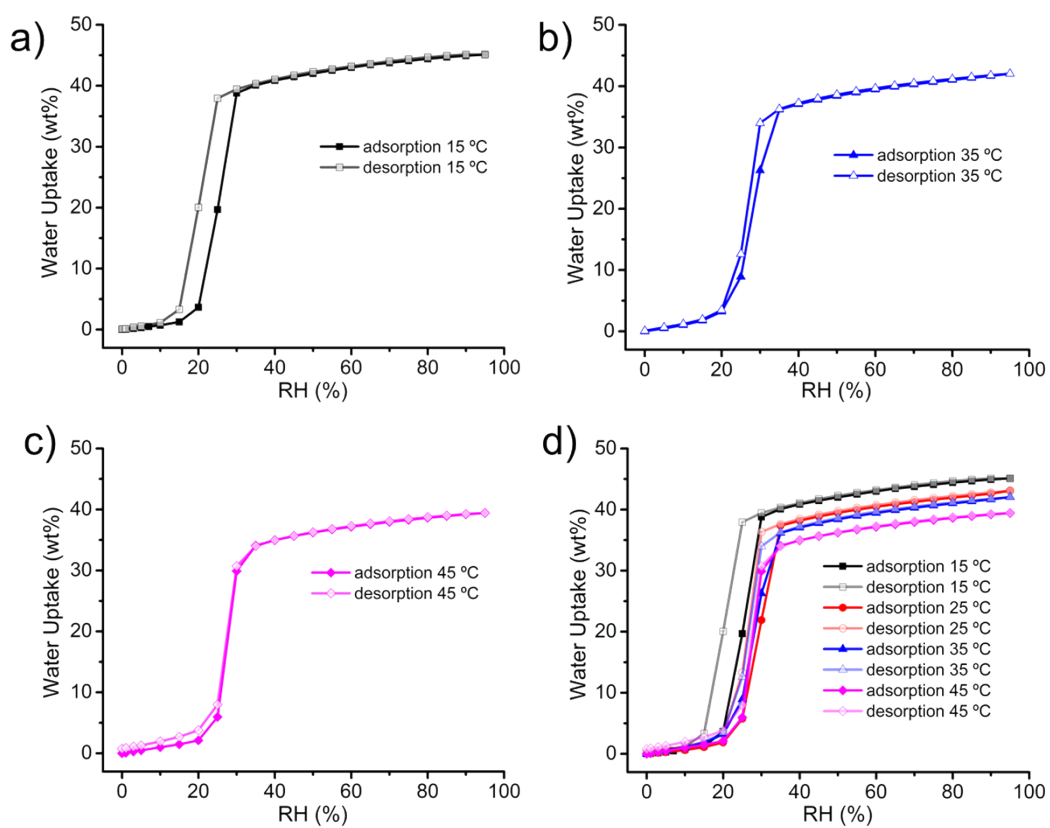 a)
50
40
30
20
10
0
Water Uptake (wt%)
adsorption 15 ºC
desorption 15 ºC
0 20 40 60 80 100
RH (%)
b)
50
40
30
20
10
0
Water Uptake (wt%)
adsorption 35 ºC
desorption 35 ºC
0 20 40 60 80 100
RH (%)
c)
50
40
30
20
10
0
Water Uptake (wt%)
adsorption 45 ºC
desorption 45 ºC
0 20 40 60 80 100
RH (%)
d)
50
40
30
20
10
0
Water Uptake (wt%)
adsorption 15 ºC
desorption 15 ºC
adsorption 25 ºC
desorption 25 ºC
adsorption 35 ºC
desorption 35 ºC
adsorption 45 ºC
desorption 45 ºC
0 20 40 60 80 100
RH (%)